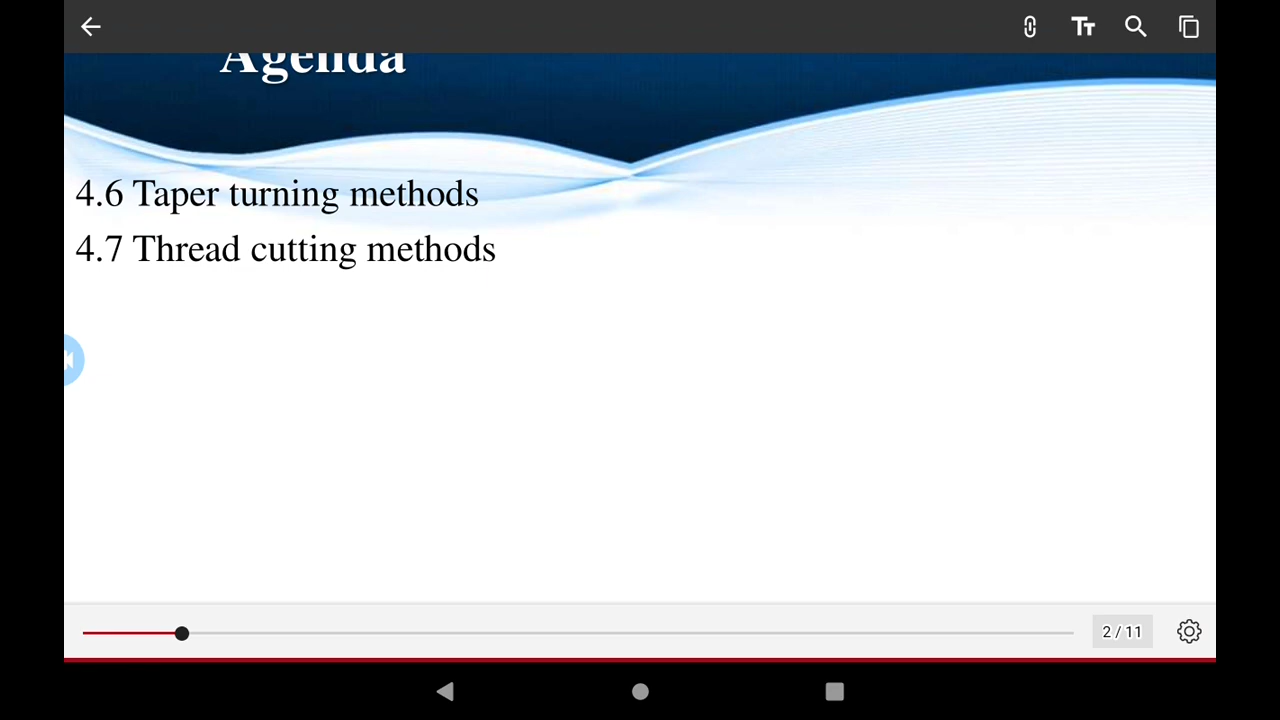 Agenda
4.6 Taper turning methods
4.7 Thread cutting methods
2 / 11